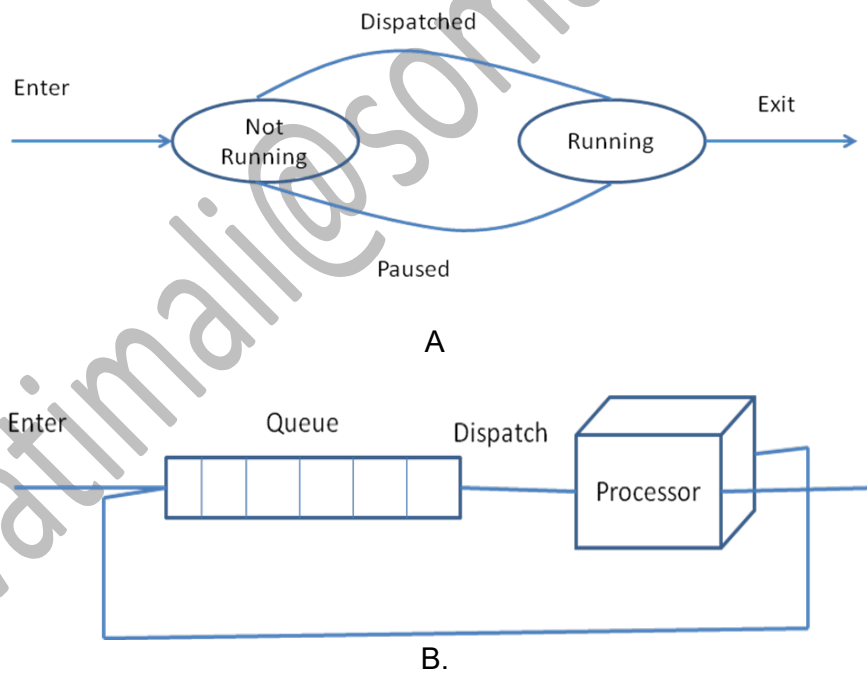 Dispatched
Enter
Not
Running
Running
Exit
Paused
A
Enter
Queue
Dispatch
Processor
B.